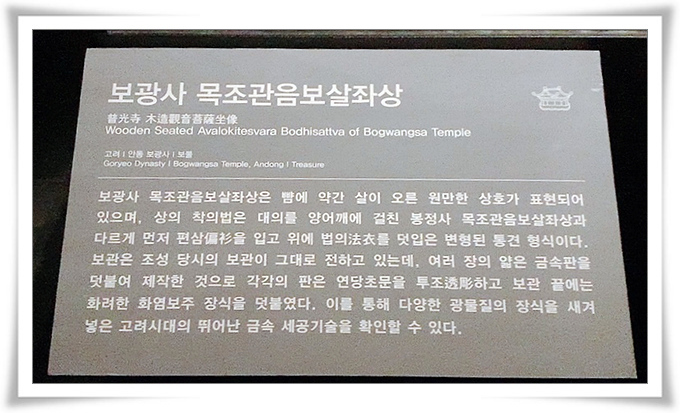 보광사 목조관음보살좌상
普光寺 木造觀音菩薩坐像
Wooden Seated Avalokitesvara Bodhisattva of Bogwangsa Temple
고려 | 안동 보광사 | 보물
Goryeo Dynasty | Bogwangsa Temple, Andong | Treasure
보광사 목조관음보살좌상은 뺨에 약간 살이 오른 원만한 상호가 표현되어
있으며, 상의 착의법은 대의를 양어깨에 걸친 봉정사 목조관음보살좌상과
다르게 먼저 편삼偏衫을 입고 위에 법의法衣를 덧입은 변형된 통견 형식이다.
보관은 조성 당시의 보관이 그대로 전하고 있는데, 여러 장의 얇은 금속판을
덧붙여 제작한 것으로 각각의 판은 연당초문을 투조透彫하고 보관 끝에는
화려한 화염보주 장식을 덧붙였다. 이를 통해 다양한 광물질의 장식을 새겨
넣은 고려시대의 뛰어난 금속 세공기술을 확인할 수 있다.